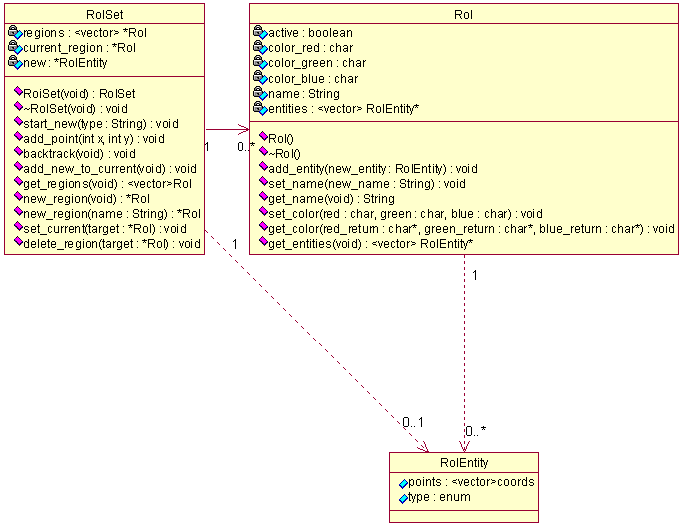 RoISet
regions : <vector> *RoI
current_region : *RoI
new : *RoIEntity
RoiSet(void) : RoISet
~RoISet(void) : void
start_new(type : String) : void
add_point(int x, int y) : void
backtrack(void) : void
add_new_to_current(void) : void
get_regions(void) : <vector>RoI
new_region(void) : *RoI
new_region(name : String) : *RoI
set_current(target : *RoI) : void
delete_region(target : *RoI) : void
RoI
active : boolean
color_red : char
color_green : char
color_blue : char
name : String
entities : <vector> RoIEntity*
RoI()
~RoI()
add_entity(new_entity : RoIEntity) : void
set_name(new_name : String) : void
get_name(void) : String
set_color(red : char, green : char, blue : char) : void
get_color(red_return : char*, green_return : char*, blue_return : char*) : void
get_entities(void) : <vector> RoIEntity*
1
0..*
1
1
0..1
0..*
RoIEntity
points : <vector>coords
type : enum